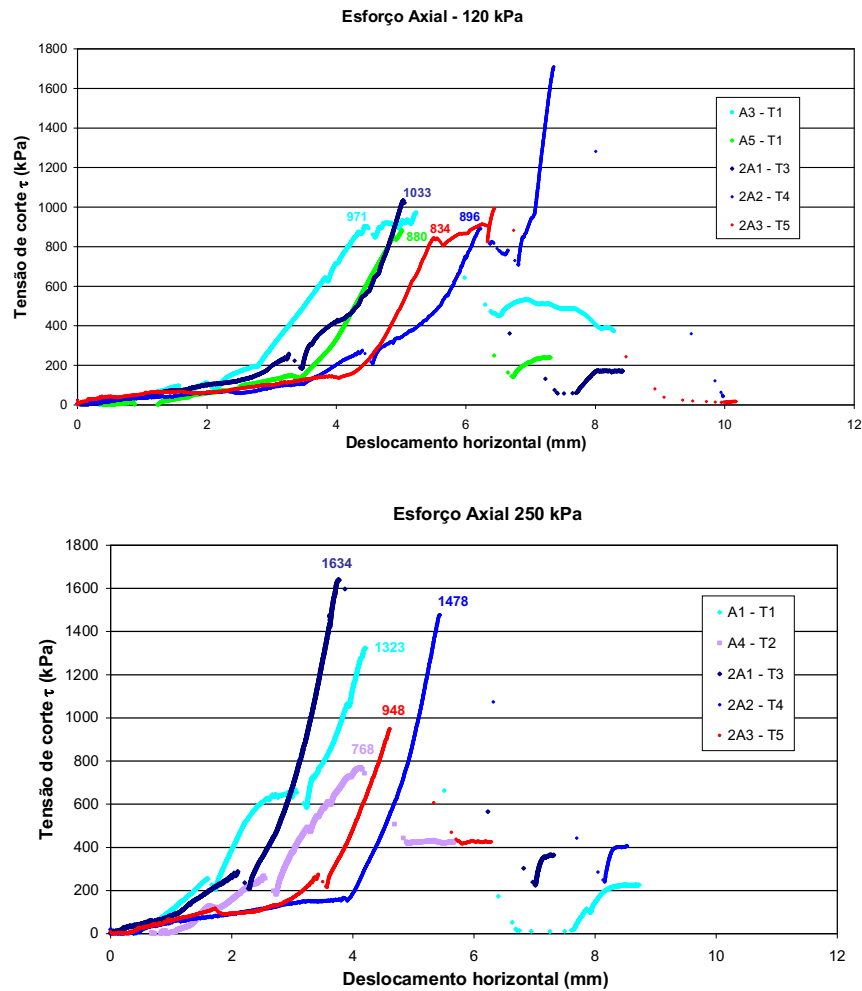 Esforço Axial - 120 kPa
1800
1600
1400
1200
1000
800
600
400
200
0
Tensão de corte τ (kPa)
971
1033
880
834
896
A3 - T1
A5 - T1
2A1 - T3
2A2 - T4
2A3 - T5
0 2 4 6 8 10 12
Deslocamento horizontal (mm)
Esforço Axial 250 kPa
1800
1600
1400
1200
1000
800
600
400
200
0
Tensão de corte τ (kPa)
1634
1323
1478
948
768
A1 - T1
A4 - T2
2A1 - T3
2A2 - T4
2A3 - T5
0 2 4 6 8 10 12
Deslocamento horizontal (mm)